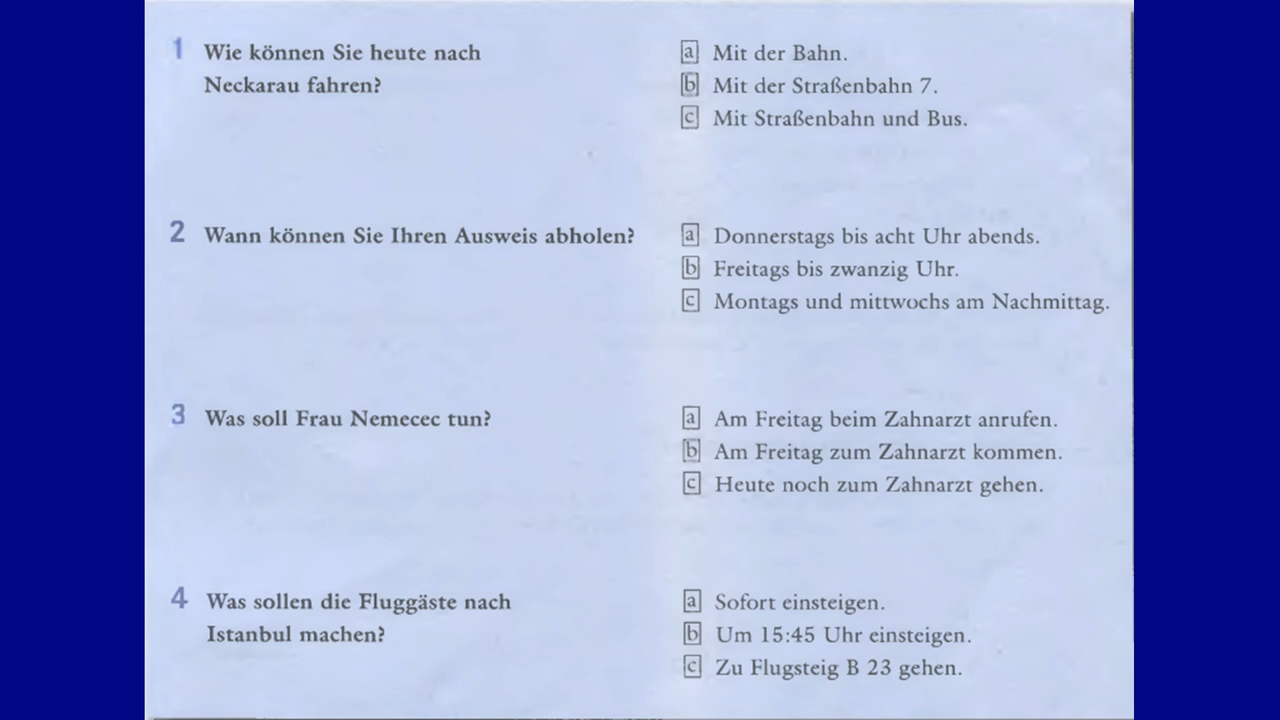 1 Wie können Sie heute nach
Neckarau fahren?
a Mit der Bahn.
b Mit der Straßenbahn 7.
c Mit Straßenbahn und Bus.
2 Wann können Sie Ihren Ausweis abholen?
a Donnerstags bis acht Uhr abends.
b Freitags bis zwanzig Uhr.
c Montags und mittwochs am Nachmittag.
3 Was soll Frau Nemecec tun?
a Am Freitag beim Zahnarzt anrufen.
b Am Freitag zum Zahnarzt kommen.
c Heute noch zum Zahnarzt gehen.
4 Was sollen die Fluggäste nach
Istanbul machen?
a Sofort einsteigen.
b Um 15:45 Uhr einsteigen.
c Zu Flugsteig B 23 gehen.